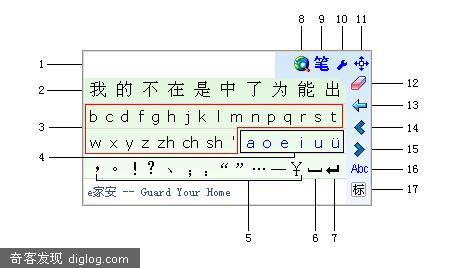 8 9 10 11
1 笔
2 我 的 不 在 是 中 了 为 能 出 12
b c d f g h j k l m n p q r s t 13
3 14
w x y z zh ch sh ' a o e i u ü 15
4
， 。 ！ ？ 、 ； ： “ ” … — ¥ Abc 16
e家安 -- Guard Your Home 标 17
5 6 7
奇客发现 diglog.com